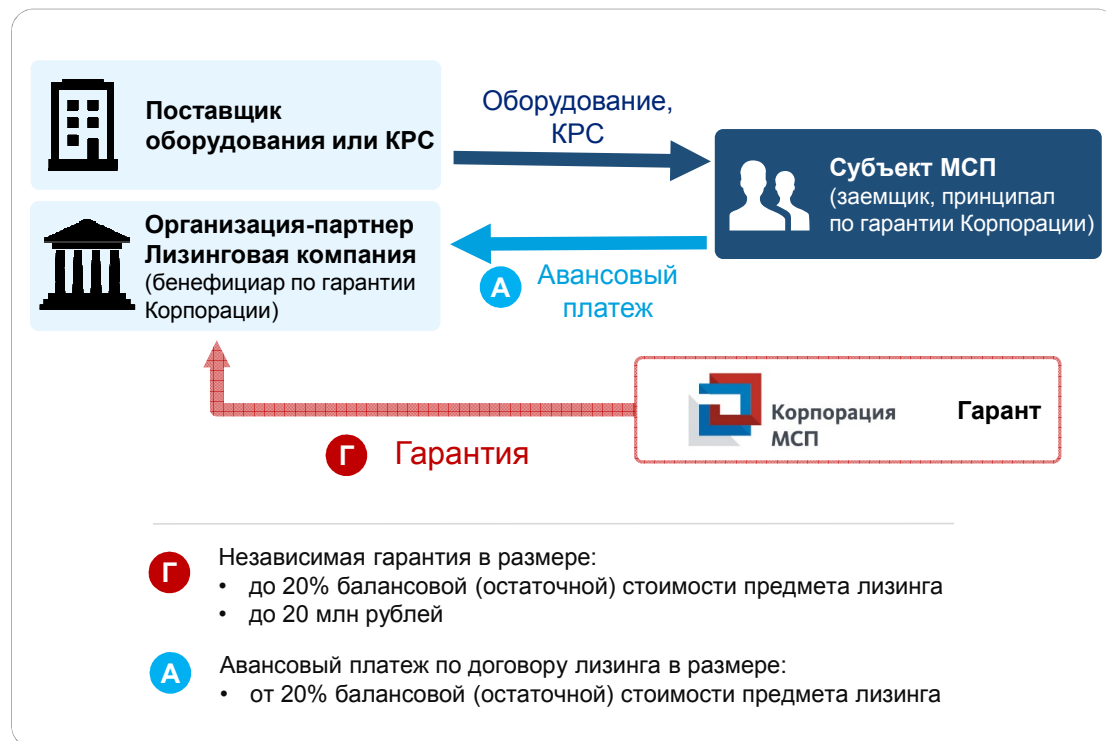 Поставщик
оборудования или КРС
Оборудование,
КРС
Субъект МСП
(заемщик, принципал
по гарантии Корпорации)
Организация-партнер
Лизинговая компания
(бенефициар по гарантии
Корпорации)
А Авансовый
платеж
Корпорация
МСП
Гарант
Г Гарантия
Г Независимая гарантия в размере:
• до 20% балансовой (остаточной) стоимости предмета лизинга
• до 20 млн рублей
А Авансовый платеж по договору лизинга в размере:
• от 20% балансовой (остаточной) стоимости предмета лизинга